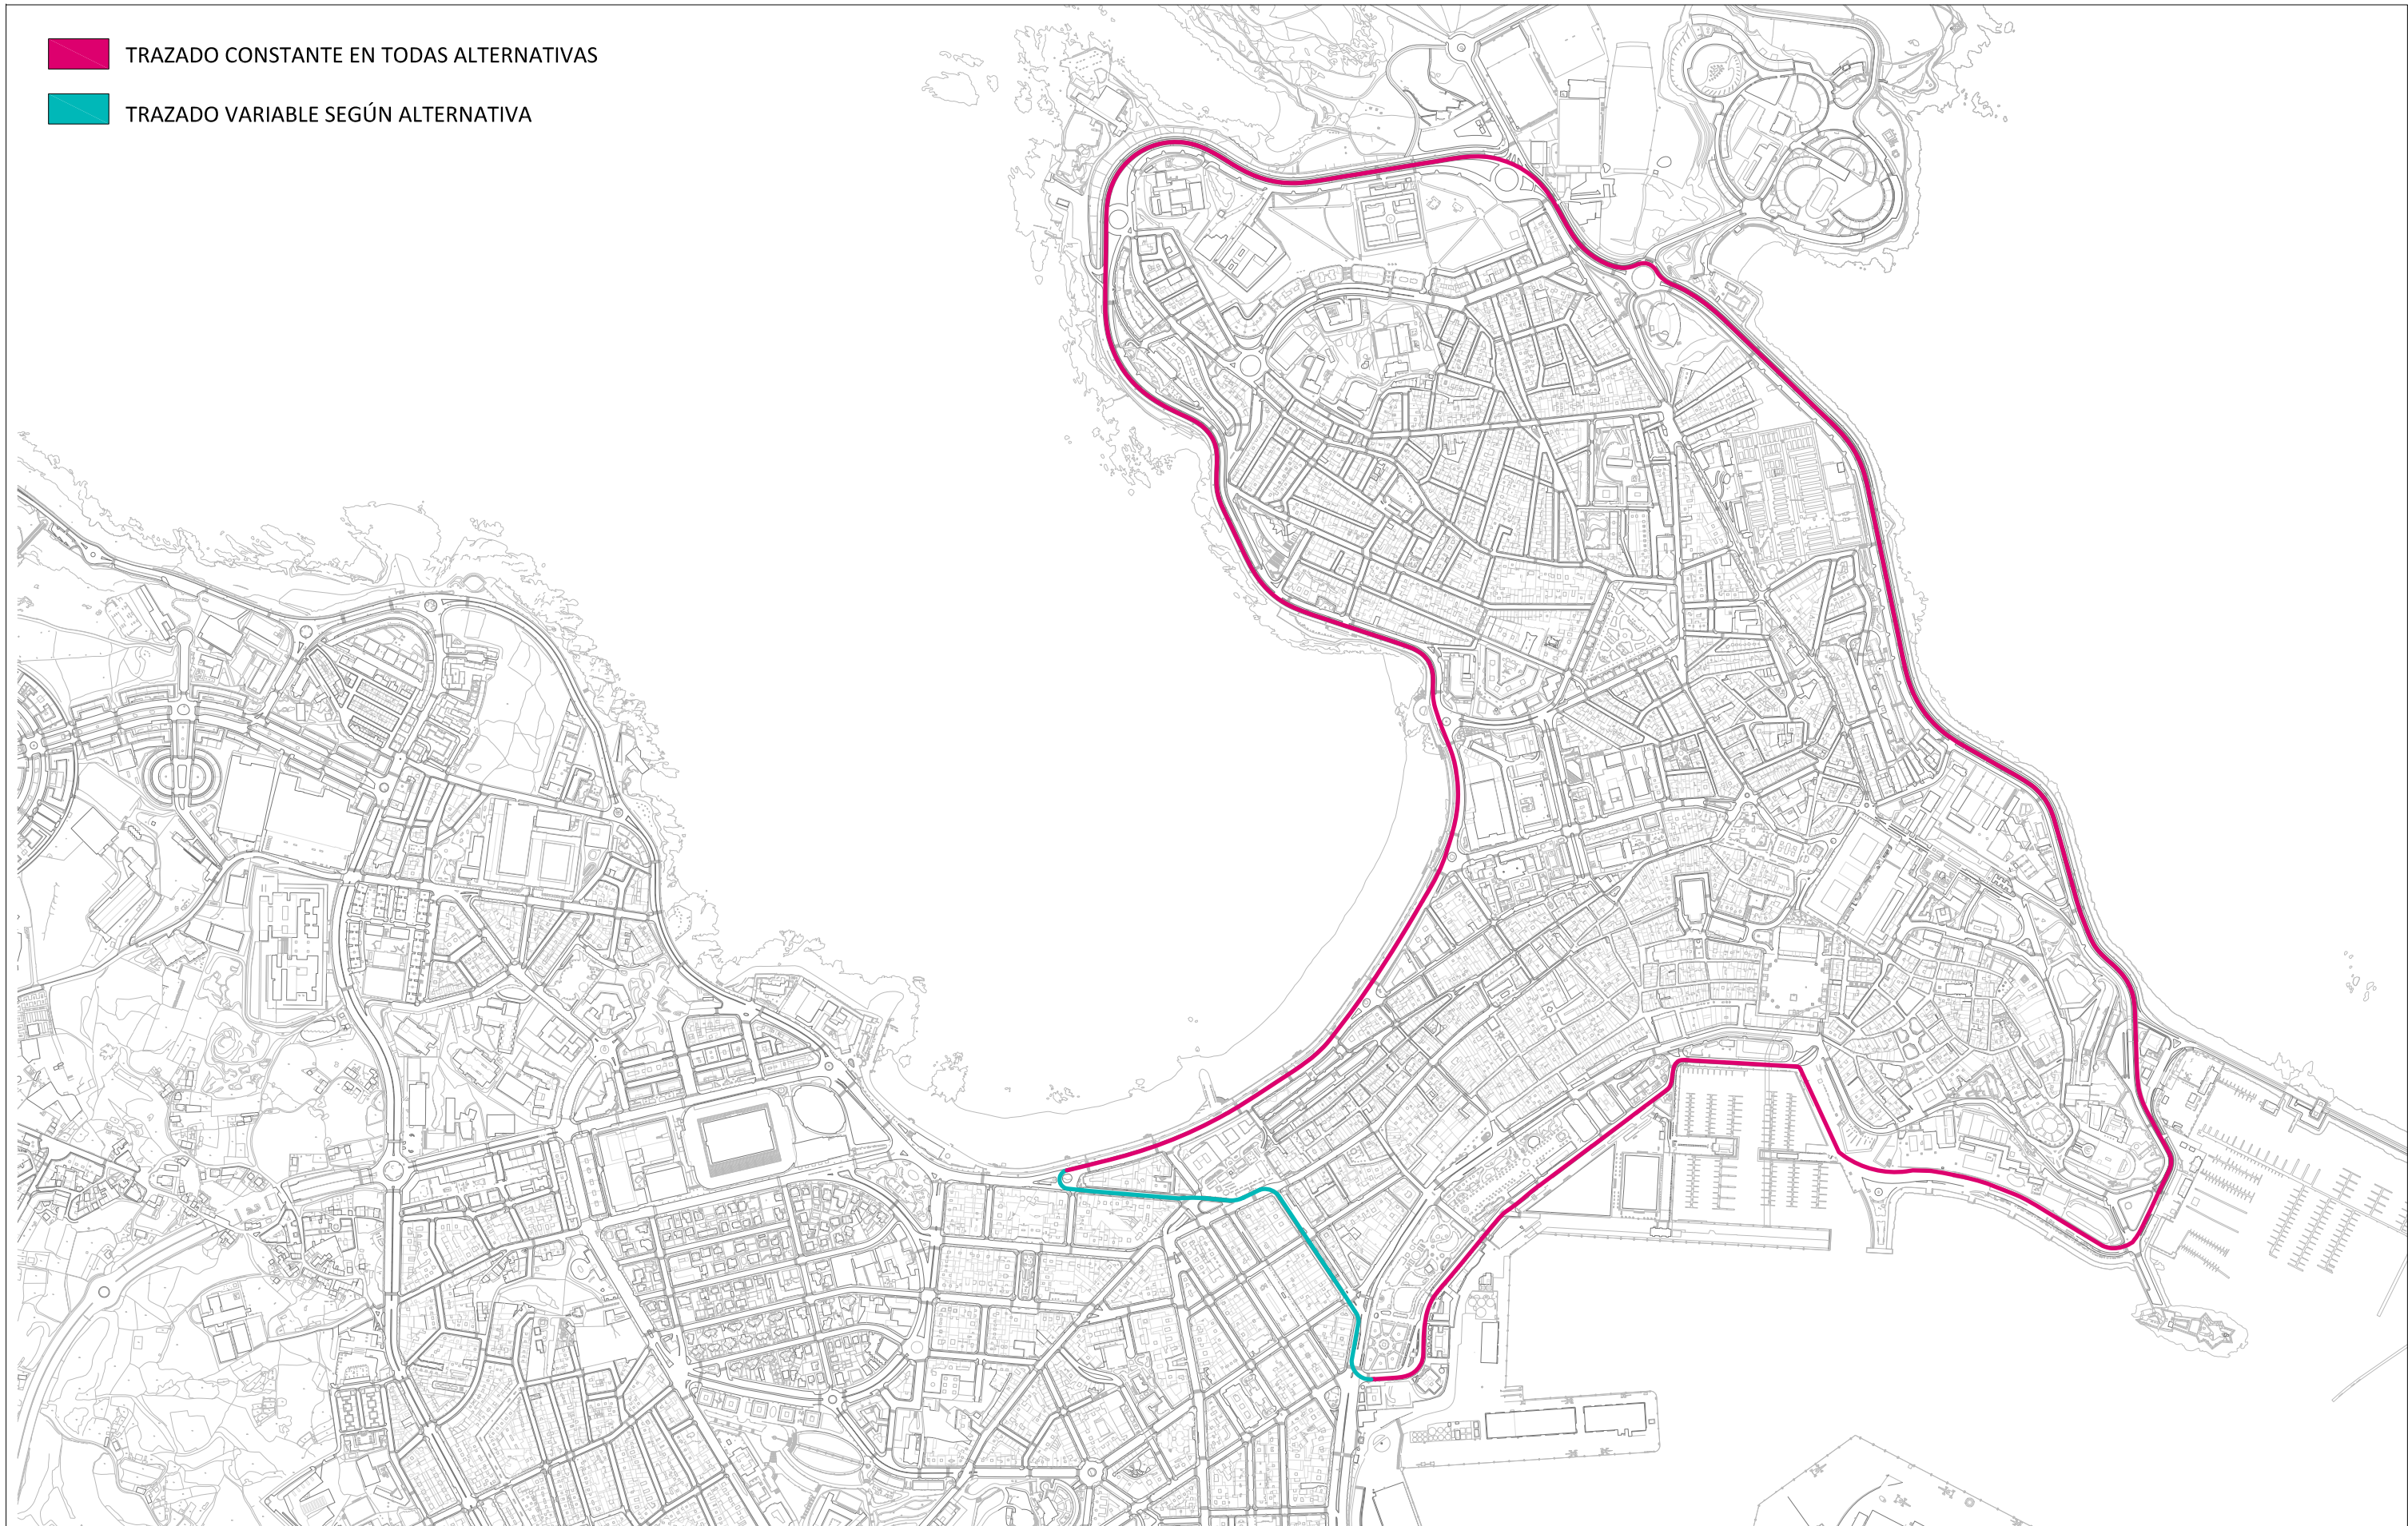 TRAZADO CONSTANTE EN TODAS ALTERNATIVAS
TRAZADO VARIABLE SEGÚN ALTERNATIVA